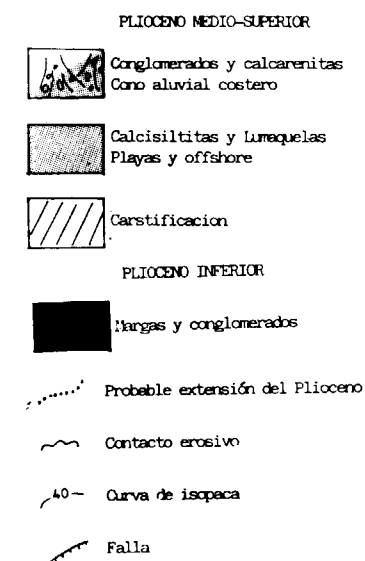 PLIOCENO MEDIO-SUPERIOR
Conglomerados y calcarenitas
Cono aluvial costero
Calcisiltitas y Lumaquelas
Playas y offshore
Carstificacion
PLIOCENO INFERIOR
Margas y conglomerados
Probable extensión del Plioceno
Contacto erosivo
40 Curva de isopaca
Falla